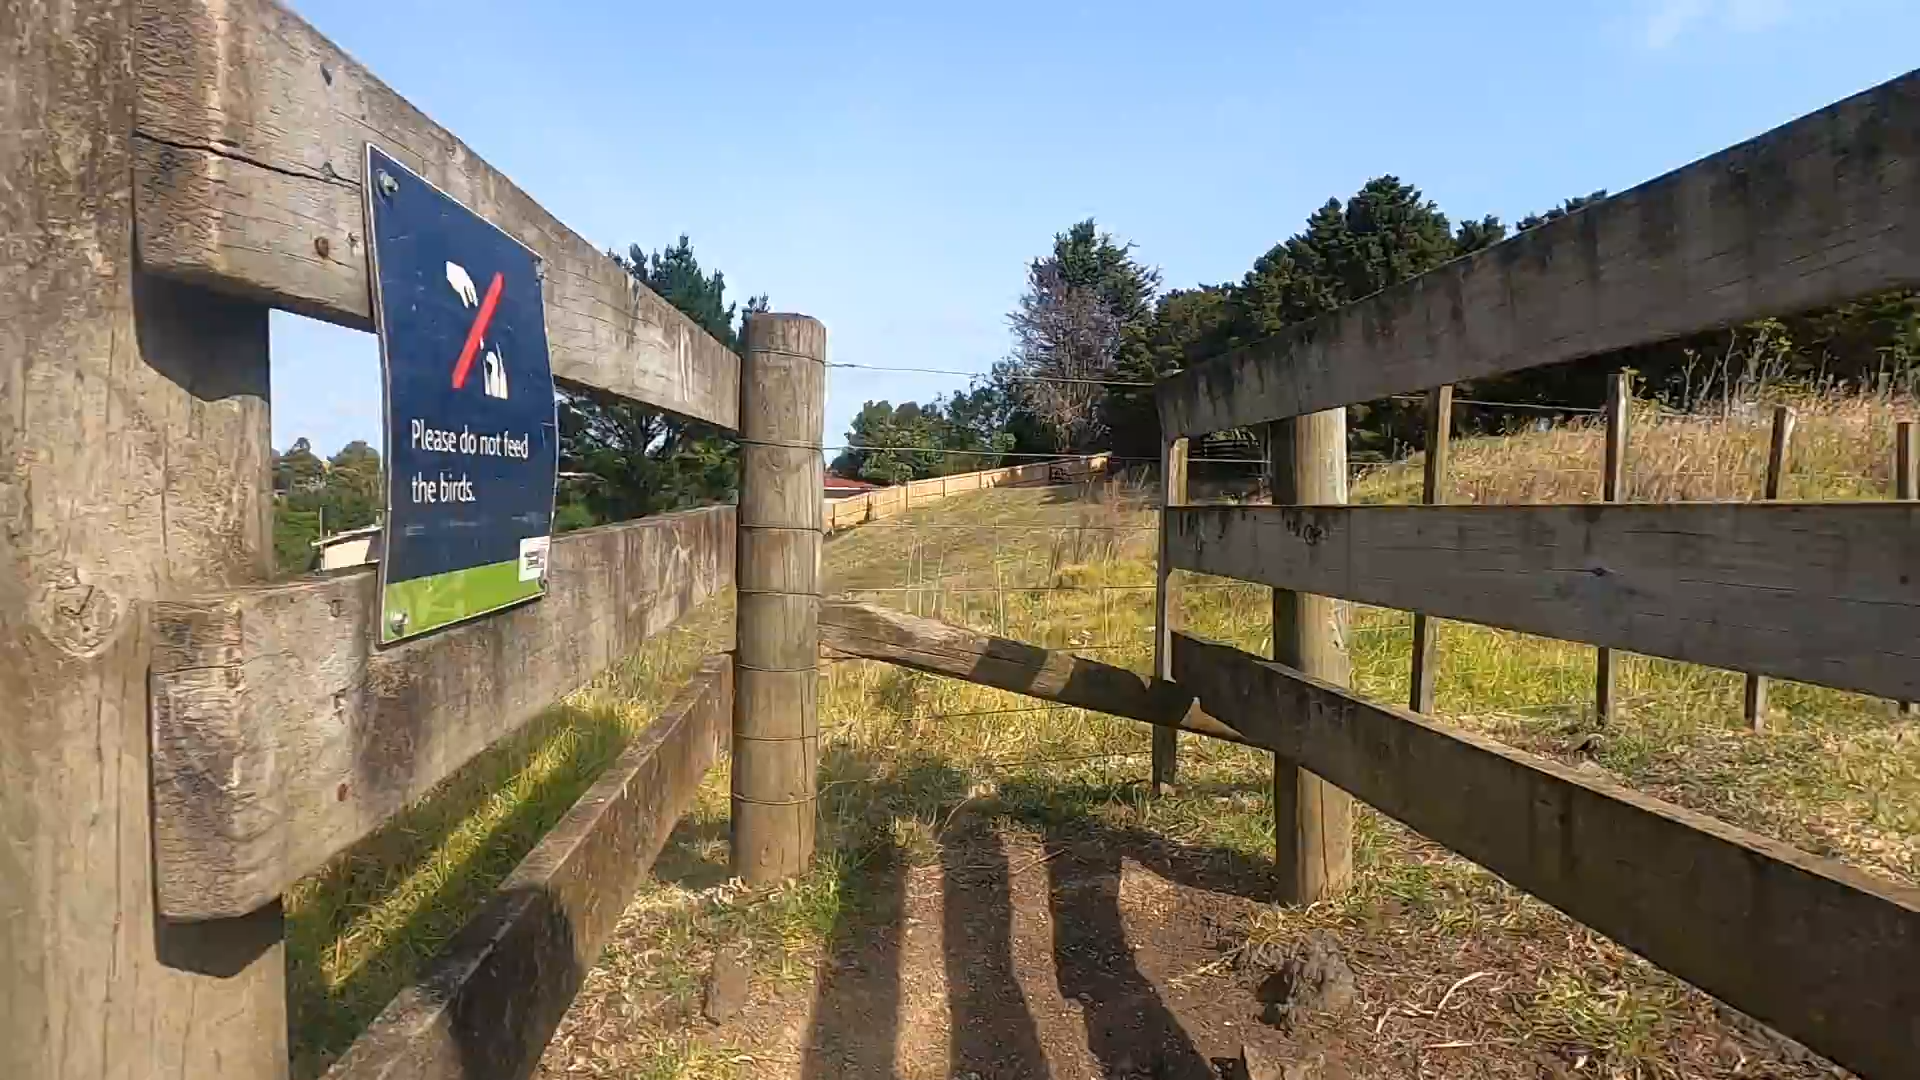 Please do not feed
the birds.